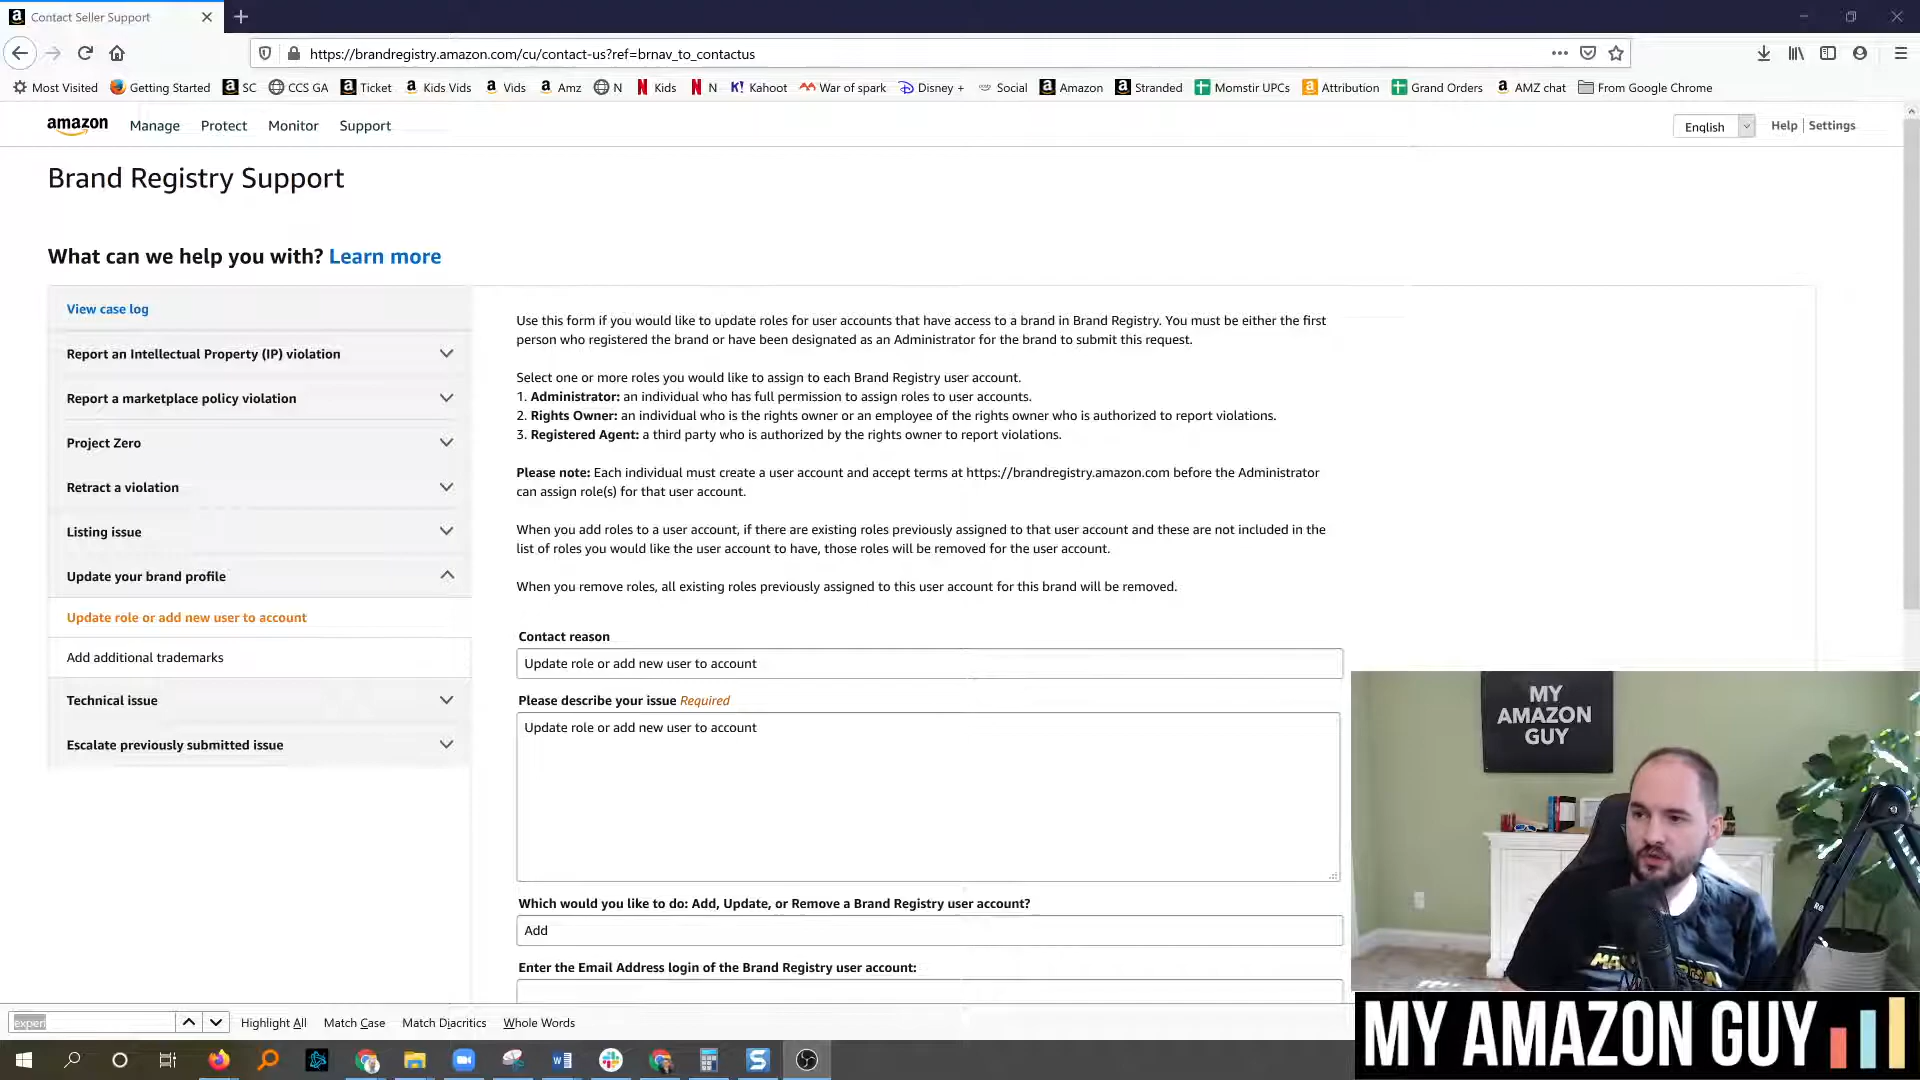 Contact Seller Support
https://brandregistry.amazon.com/cu/contact-us?ref=brnav_to_contactus
Most Visited Getting Started SC CCS GA Ticket Kids Vids Vids Amz N Kids N Kahoot War of spark Disney + Social Amazon Stranded Momstir UPCs Attribution Grand Orders AMZ chat From Google Chrome
amazon Manage Protect Monitor Support English Help Settings
Brand Registry Support
What can we help you with? Learn more
View case log
Report an Intellectual Property (IP) violation
Report a marketplace policy violation
Project Zero
Retract a violation
Listing issue
Update your brand profile
Update role or add new user to account
Add additional trademarks
Technical issue
Escalate previously submitted issue
Use this form if you would like to update roles for user accounts that have access to a brand in Brand Registry. You must be either the first
person who registered the brand or have been designated as an Administrator for the brand to submit this request.
Select one or more roles you would like to assign to each Brand Registry user account.
1. Administrator: an individual who has full permission to assign roles to user accounts.
2. Rights Owner: an individual who is the rights owner or an employee of the rights owner who is authorized to report violations.
3. Registered Agent: a third party who is authorized by the rights owner to report violations.
Please note: Each individual must create a user account and accept terms at https://brandregistry.amazon.com before the Administrator
can assign role(s) for that user account.
When you add roles to a user account, if there are existing roles previously assigned to that user account and these are not included in the
list of roles you would like the user account to have, those roles will be removed for the user account.
When you remove roles, all existing roles previously assigned to this user account for this brand will be removed.
Contact reason
Update role or add new user to account
Please describe your issue Required
Update role or add new user to account
Which would you like to do: Add, Update, or Remove a Brand Registry user account?
Add
Enter the Email Address login of the Brand Registry user account:
MY
AMAZON
GUY
experi Highlight All Match Case Match Diacritics Whole Words
MY AMAZON GUY